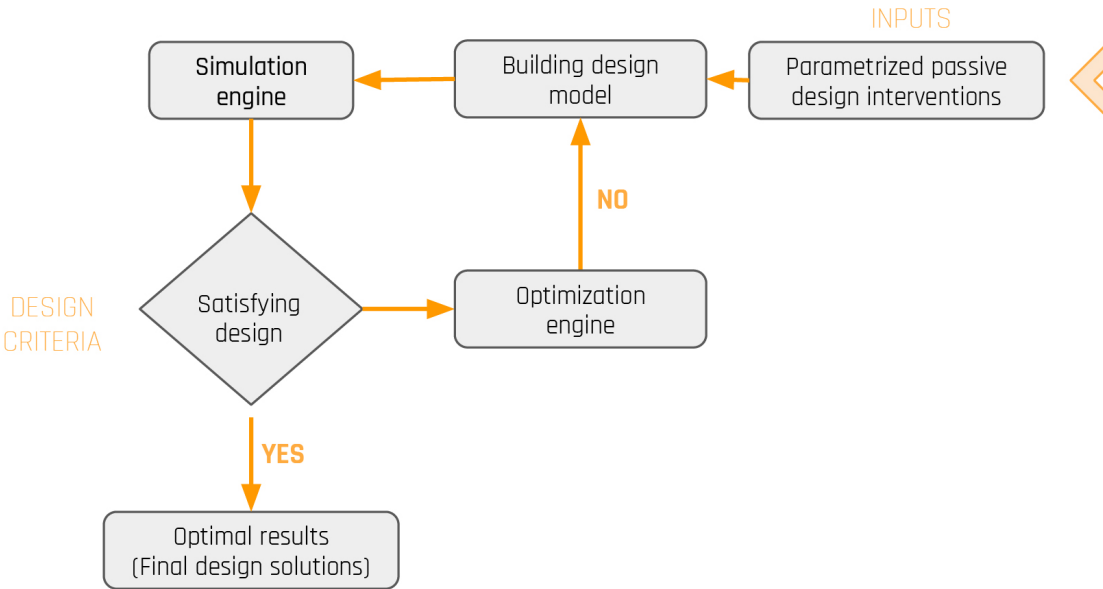 INPUTS
Simulation
engine
Building design
model
Parametrized passive
design interventions
NO
DESIGN
CRITERIA
Satisfying
design
Optimization
engine
YES
Optimal results
(Final design solutions)